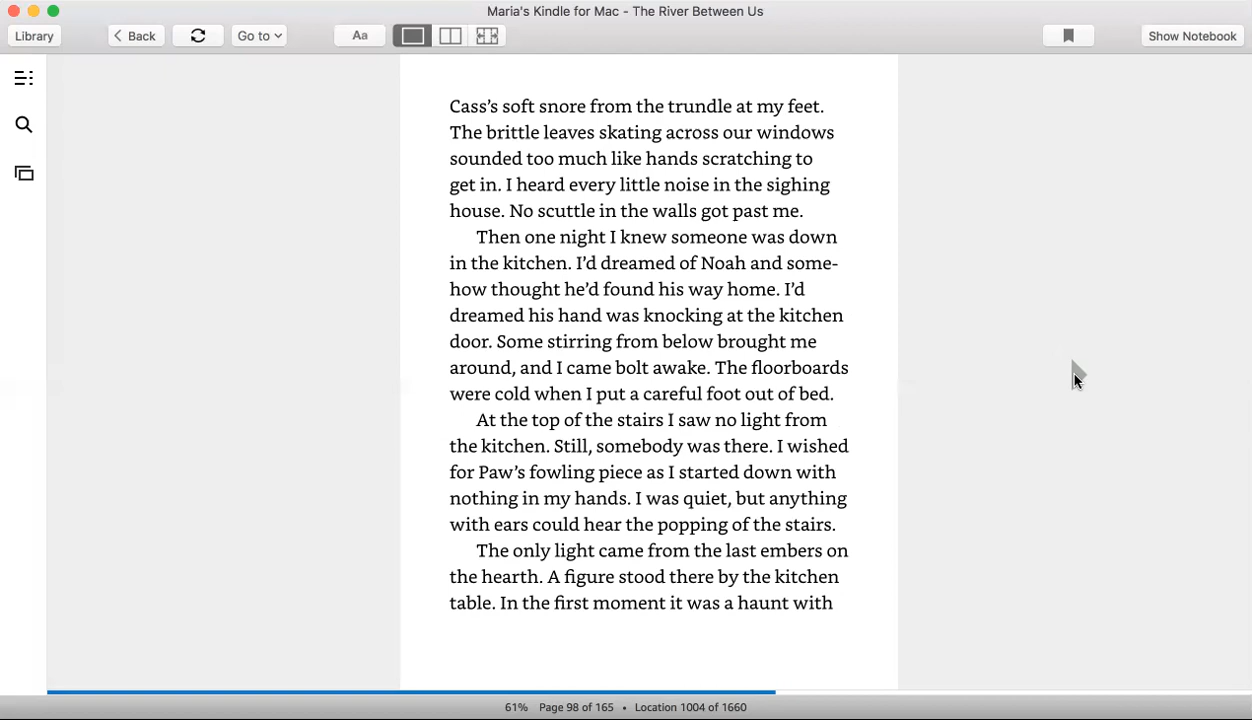 Maria's Kindle for Mac - The River Between Us
Library
Back
Go to
Aa
Show Notebook
Cass’s soft snore from the trundle at my feet.
The brittle leaves skating across our windows
sounded too much like hands scratching to
get in. I heard every little noise in the sighing
house. No scuttle in the walls got past me.
Then one night I knew someone was down
in the kitchen. I’d dreamed of Noah and some-
how thought he’d found his way home. I’d
dreamed his hand was knocking at the kitchen
door. Some stirring from below brought me
around, and I came bolt awake. The floorboards
were cold when I put a careful foot out of bed.
At the top of the stairs I saw no light from
the kitchen. Still, somebody was there. I wished
for Paw’s fowling piece as I started down with
nothing in my hands. I was quiet, but anything
with ears could hear the popping of the stairs.
The only light came from the last embers on
the hearth. A figure stood there by the kitchen
table. In the first moment it was a haunt with
61% Page 98 of 165 • Location 1004 of 1660